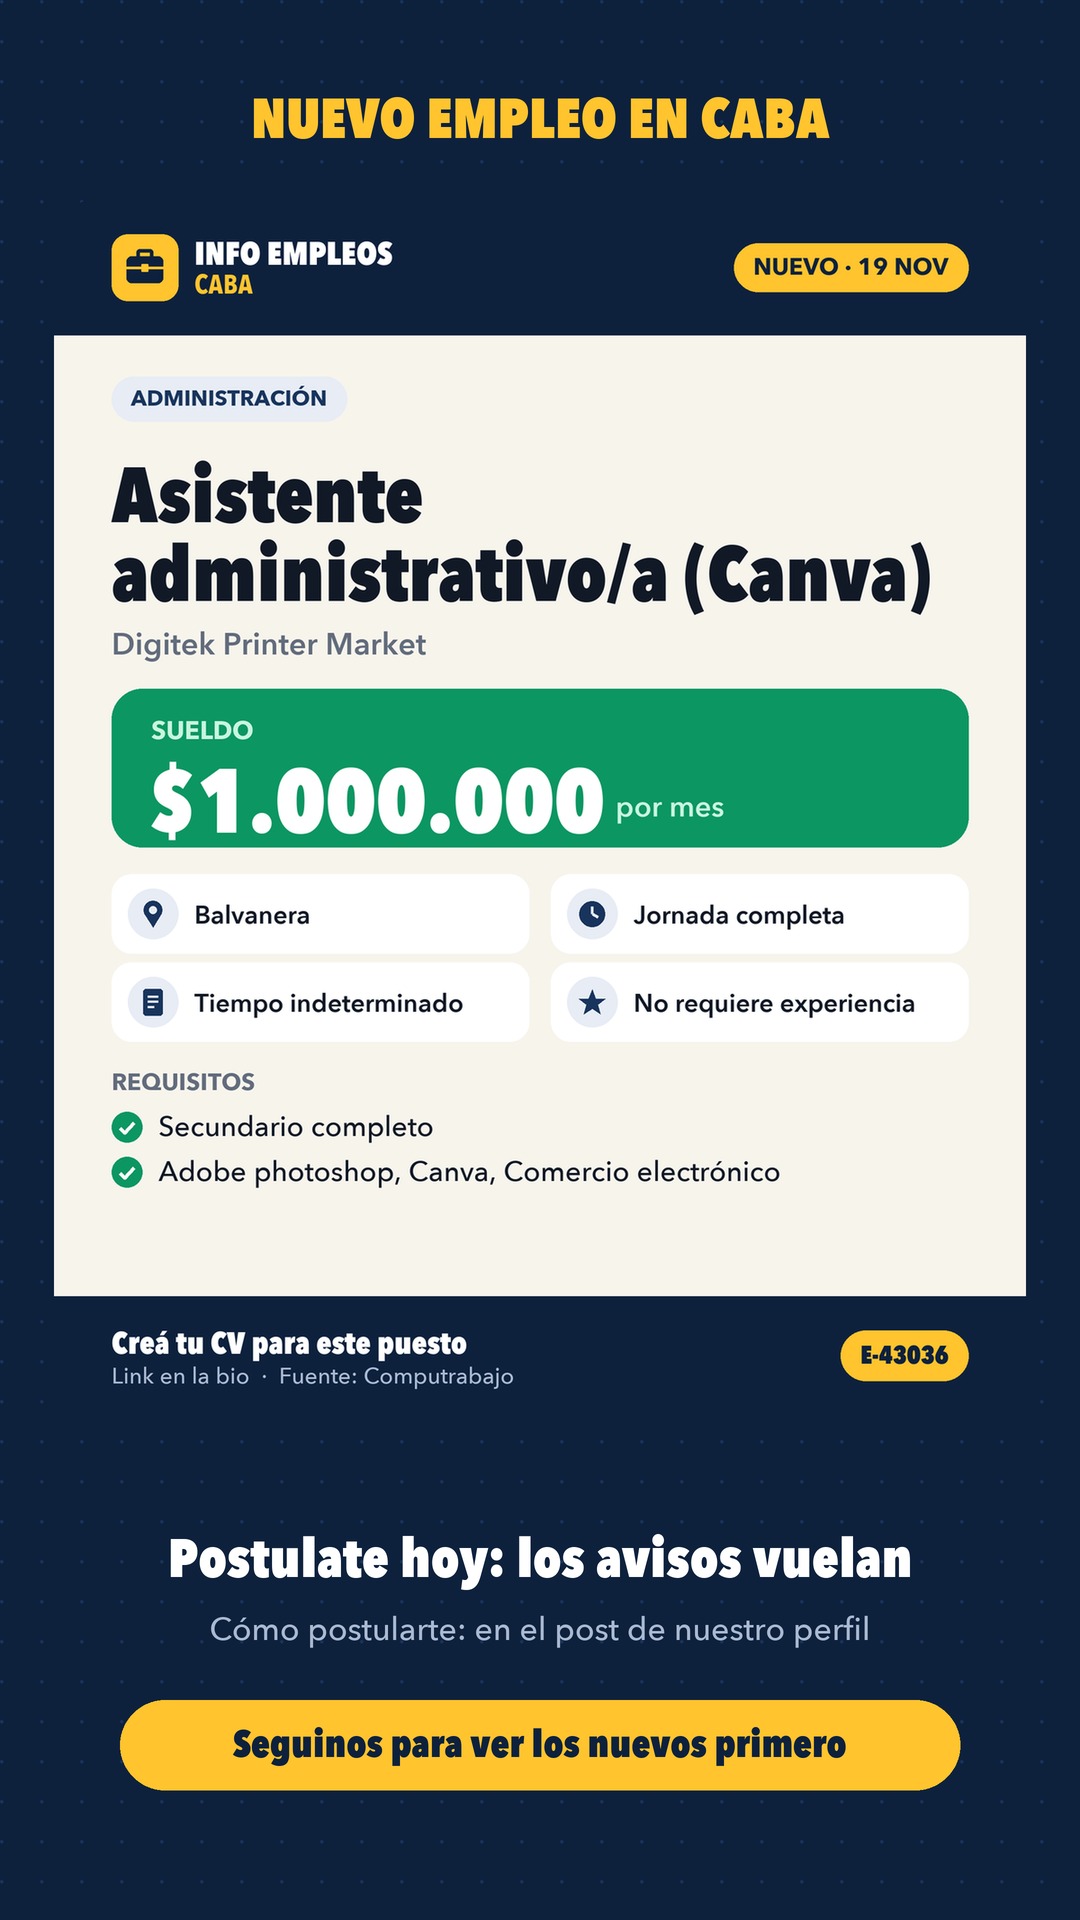 NUEVO EMPLEO EN CABA
INFO EMPLEOS
CABA
NUEVO · 19 NOV
ADMINISTRACIÓN
Asistente
administrativo/a (Canva)
Digitek Printer Market
SUELDO
$1.000.000 por mes
Balvanera
Jornada completa
Tiempo indeterminado
No requiere experiencia
REQUISITOS
Secundario completo
Adobe photoshop, Canva, Comercio electrónico
Creá tu CV para este puesto
Link en la bio · Fuente: Computrabajo
E-43036
Postulate hoy: los avisos vuelan
Cómo postularte: en el post de nuestro perfil
Seguinos para ver los nuevos primero